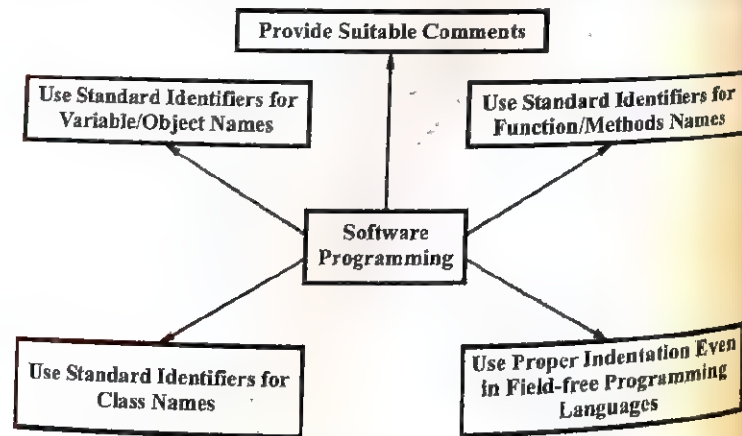 Provide Suitable Comments
Use Standard Identifiers for
Variable/Object Names
Use Standard Identifiers for
Function/Methods Names
Software
Programming
Use Standard Identifiers for
Class Names
Use Proper Indentation Even
in Field-free Programming
Languages